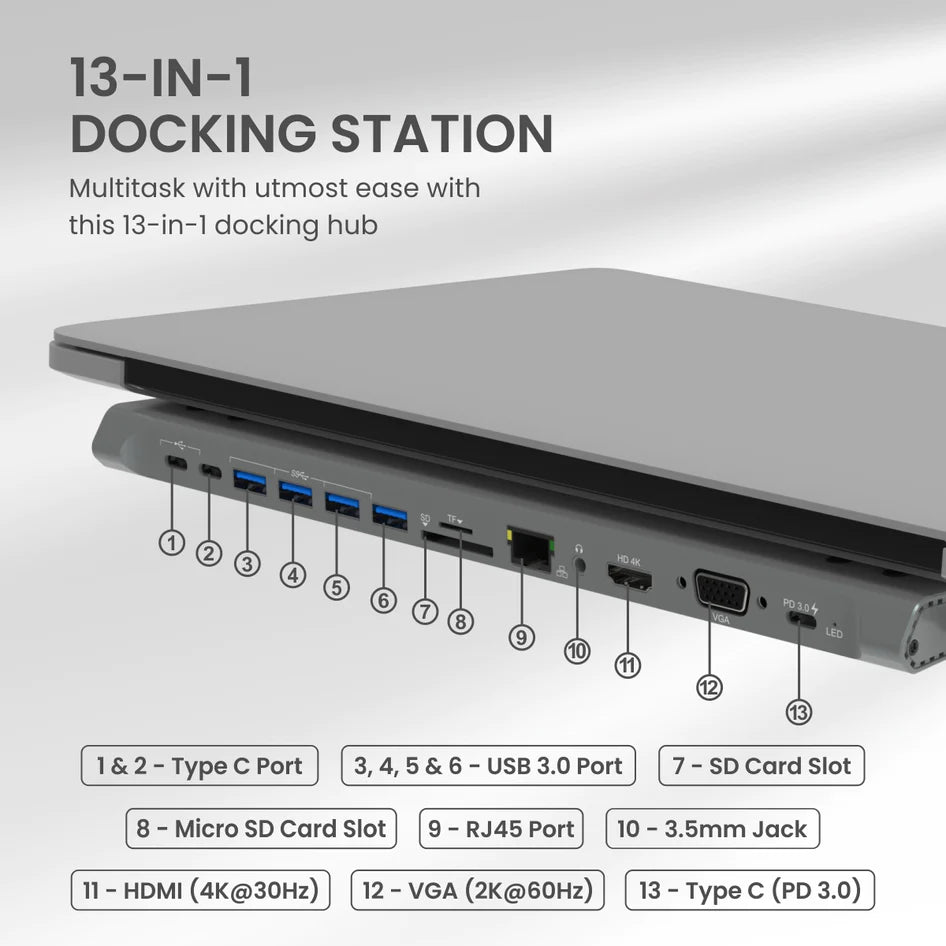 13-IN-1
DOCKING STATION
Multitask with utmost ease with
this 13-in-1 docking hub
SS
SD
TF
HD 4K
VGA
PD 3.0
LED
1
2
3
4
5
6
7
8
9
10
11
12
13
1 & 2 - Type C Port
3, 4, 5 & 6 - USB 3.0 Port
7 - SD Card Slot
8 - Micro SD Card Slot
9 - RJ45 Port
10 - 3.5mm Jack
11 - HDMI (4K@30Hz)
12 - VGA (2K@60Hz)
13 - Type C (PD 3.0)